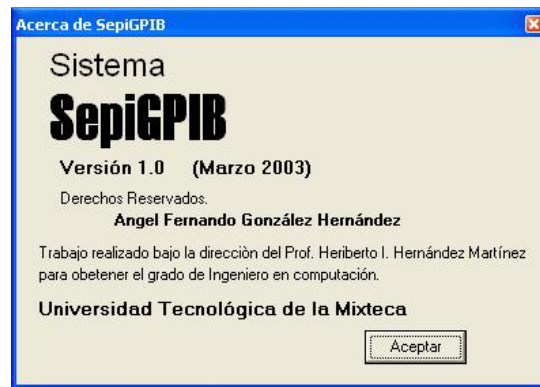 Acerca de SepiGPIB
Sistema
SepiGPIB
Versión 1.0 (Marzo 2003)
Derechos Reservados.
Angel Fernando González Hernández
Trabajo realizado bajo la direcciòn del Prof. Heriberto I. Hernández Martínez
para obetener el grado de Ingeniero en computación.
Universidad Tecnológica de la Mixteca
Aceptar